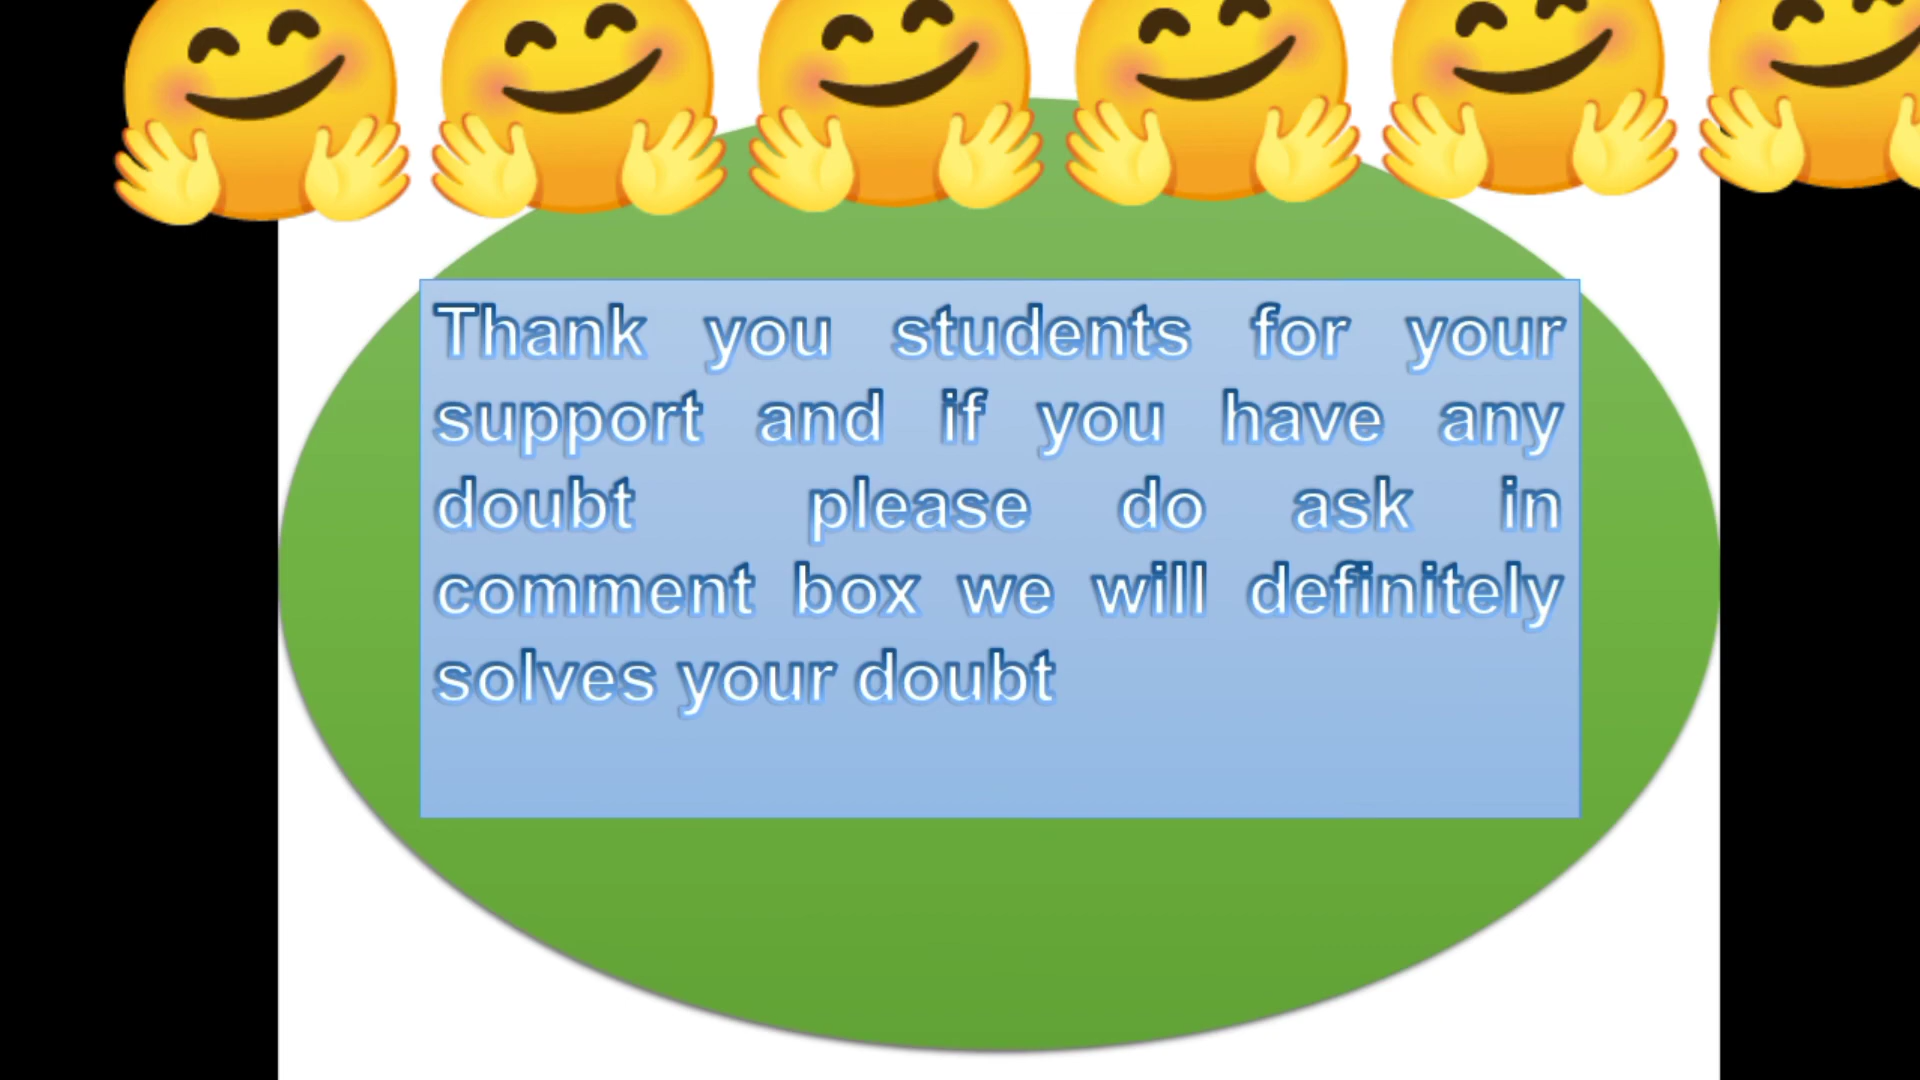 Thank you students for your
support and if you have any
doubt please do ask in
comment box we will definitely
solves your doubt